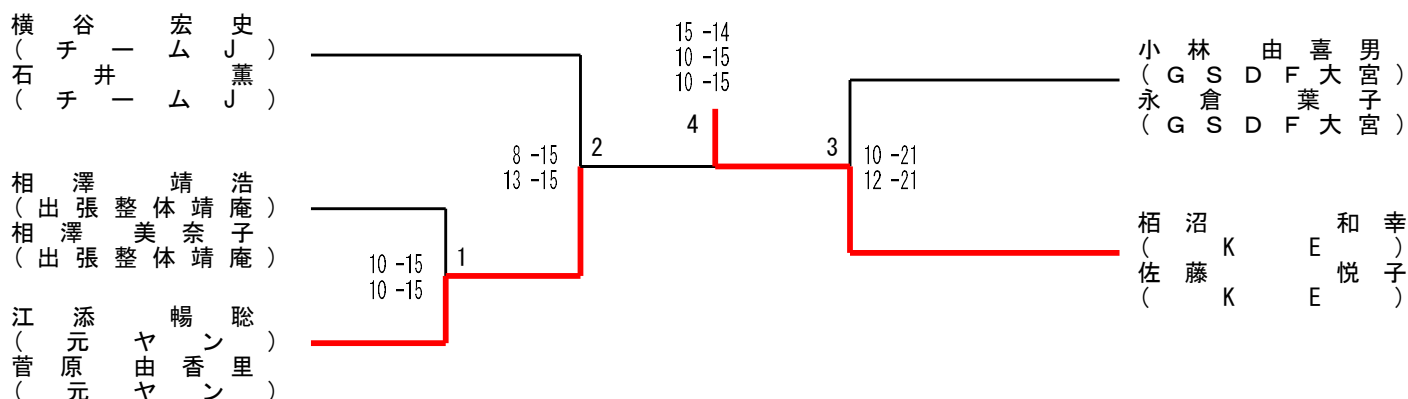 横谷 宏史
(チームJ)
石井 薫
(チームJ)
相澤 靖浩
(出張整体靖庵)
相澤 美奈子
(出張整体靖庵)
江添 暢聡
(元ヤン)
菅原 由香里
(元ヤン)
10 -15
10 -15
1
8 -15
13 -15
2
15 -14
10 -15
10 -15
4
3
10 -21
12 -21
小林 由喜男
(GSDF大宮)
永倉 葉子
(GSDF大宮)
栢沼 和幸
(KE)
佐藤 悦子
(KE)